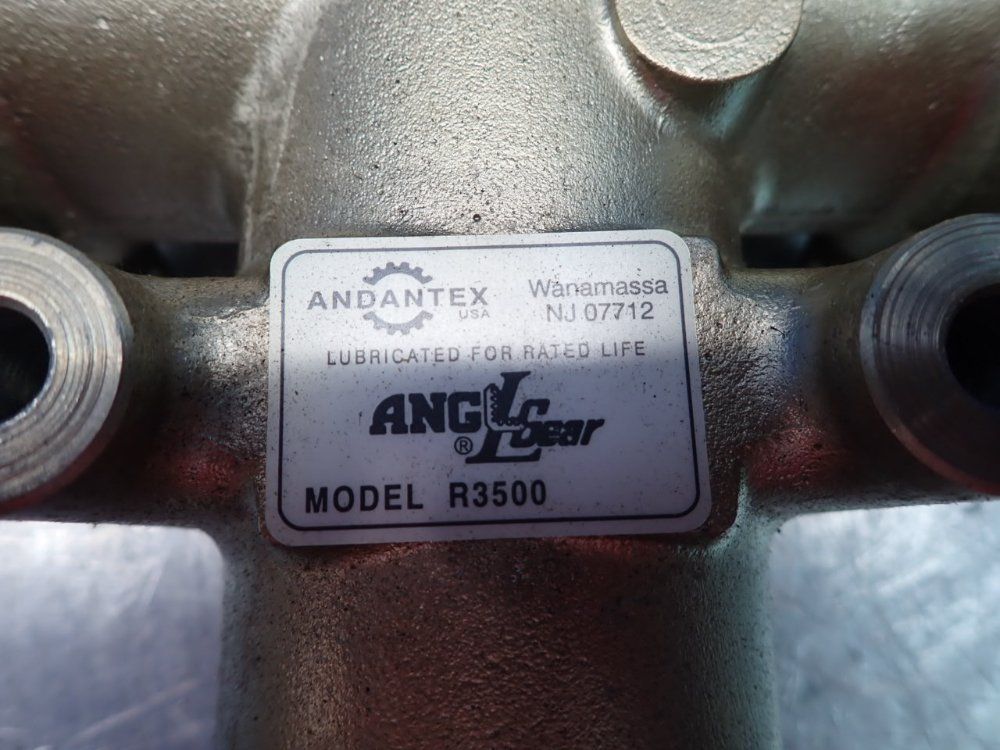 ANDANTEX
USA
Wanamassa
NJ 07712
LUBRICATED FOR RATED LIFE
ANGLgear
®
MODEL R3500